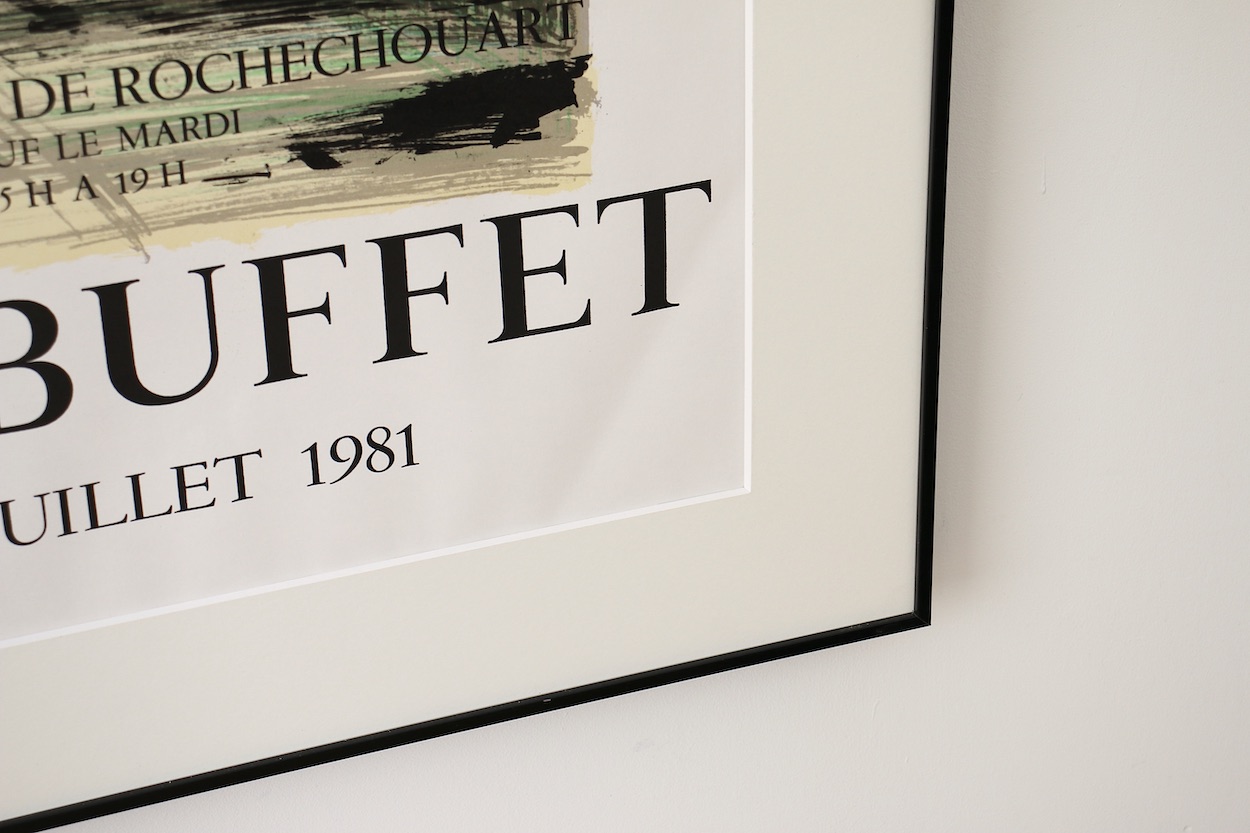 DE ROCHECHOUART
UF LE MARDI
5 H A 19 H
BUFFET
UILLET 1981